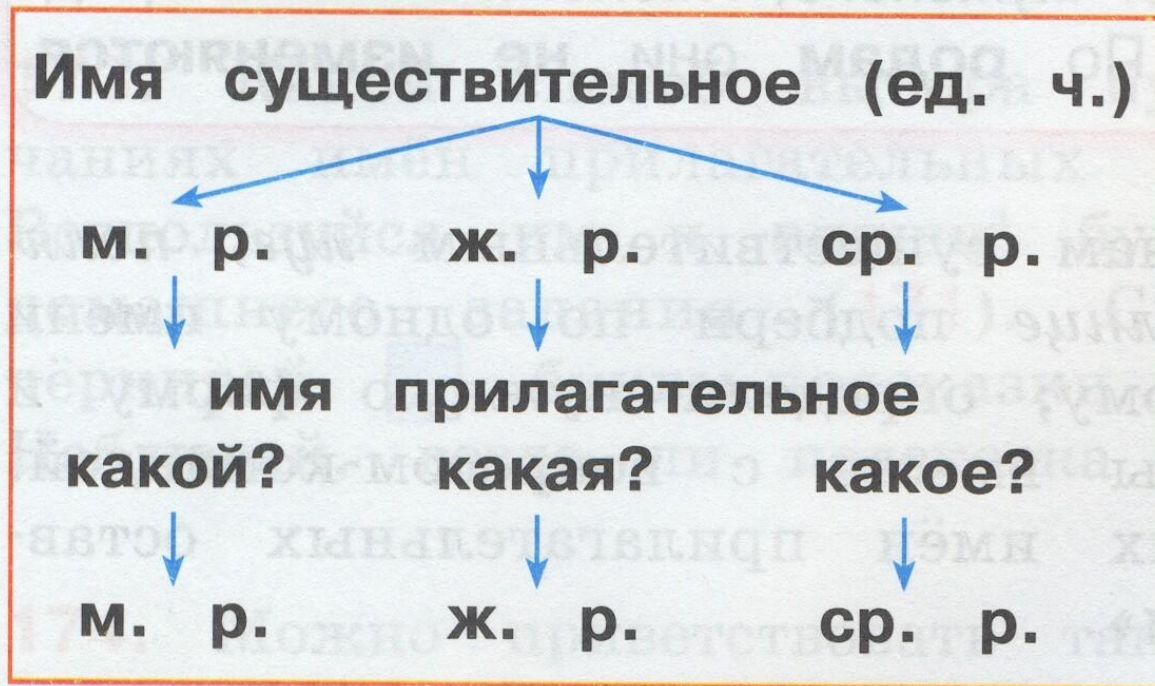 Имя существительное (ед. ч.)
м. р. ж. р. ср. р.
имя прилагательное
какой? какая? какое?
м. р. ж. р. ср. р.